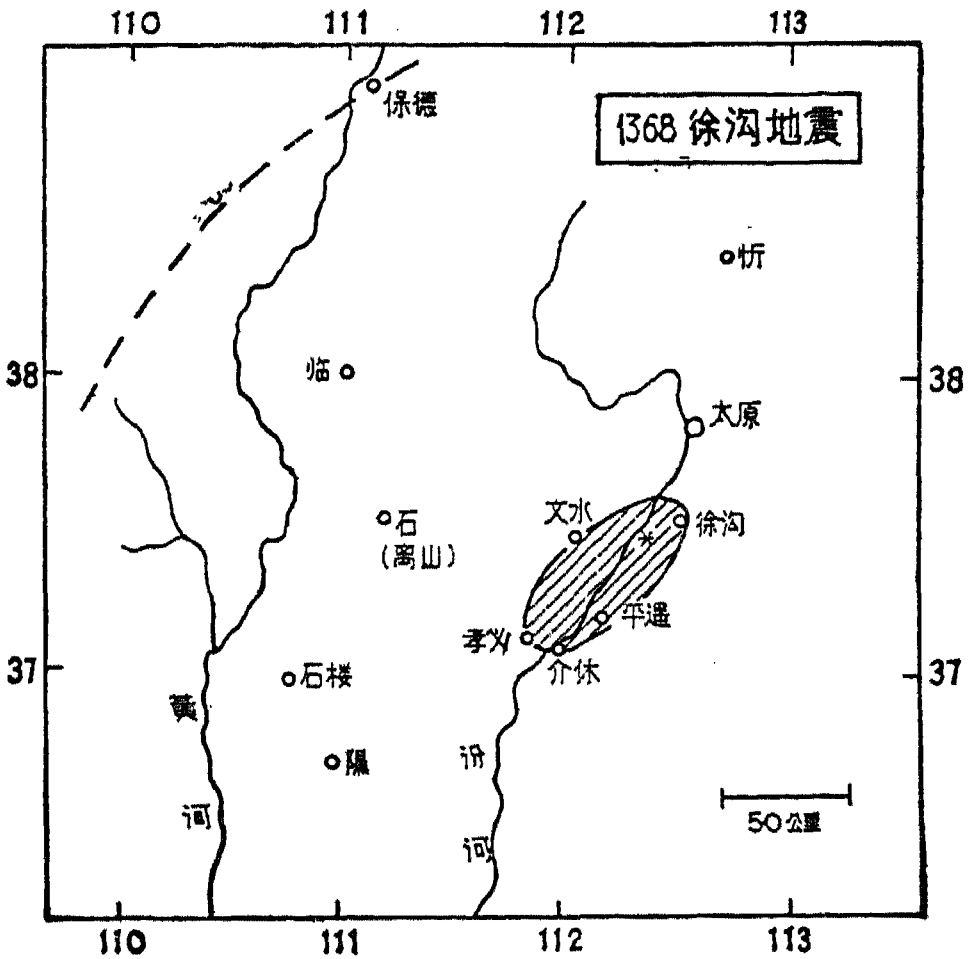 110 111 112 113
1368 徐沟地震
保德
忻
38 38
临
太原
文水
徐沟
石
(离山)
平遥
孝义
介休
37 37
石楼
黄河
隰
汾河
50公里
110 111 112 113